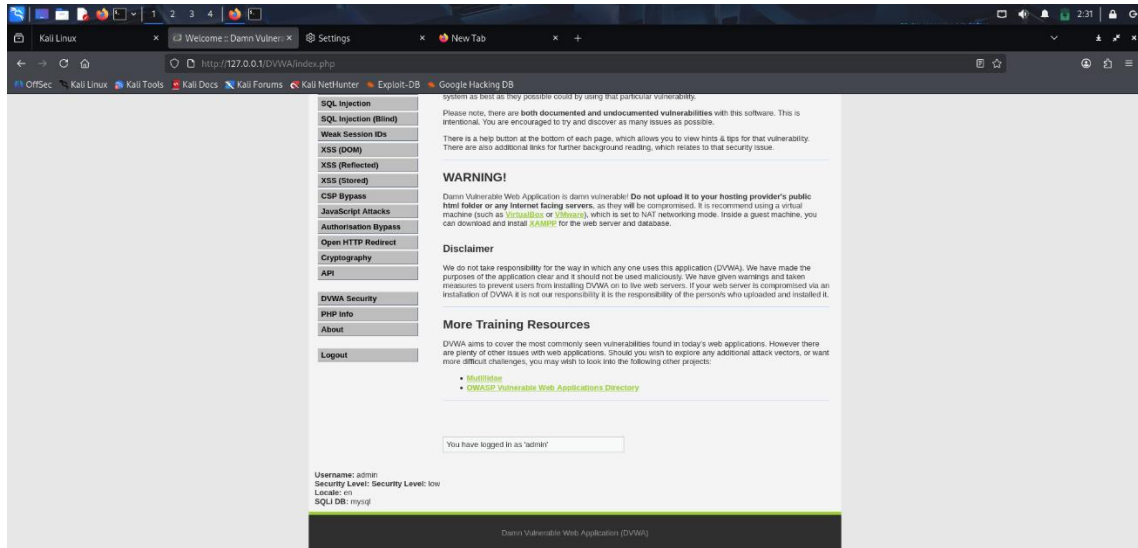 1 2 3 4
2:31
Kali Linux
Welcome :: Damn Vulnera
Settings
New Tab
http://127.0.0.1/DVWA/index.php
OffSec
Kali Linux
Kali Tools
Kali Docs
Kali Forums
Kali NetHunter
Exploit-DB
Google Hacking DB
SQL Injection
SQL Injection (Blind)
Weak Session IDs
XSS (DOM)
XSS (Reflected)
XSS (Stored)
CSP Bypass
JavaScript Attacks
Authorisation Bypass
Open HTTP Redirect
Cryptography
API
DVWA Security
PHP Info
About
Logout
system as best as they possible could by using that particular vulnerability.
Please note, there are both documented and undocumented vulnerabilities with this software. This is
intentional. You are encouraged to try and discover as many issues as possible.
There is a help button at the bottom of each page, which allows you to view hints & tips for that vulnerability.
There are also additional links for further background reading, which relates to that security issue.
WARNING!
Damn Vulnerable Web Application is damn vulnerable! Do not upload it to your hosting provider's public
html folder or any Internet facing servers, as they will be compromised. It is recommend using a virtual
machine (such as VirtualBox or VMware), which is set to NAT networking mode. Inside a guest machine, you
can download and install XAMPP for the web server and database.
Disclaimer
We do not take responsibility for the way in which any one uses this application (DVWA). We have made the
purposes of the application clear and it should not be used maliciously. We have given warnings and taken
measures to prevent users from installing DVWA on to live web servers. If your web server is compromised via an
installation of DVWA it is not our responsibility it is the responsibility of the person/s who uploaded and installed it.
More Training Resources
DVWA aims to cover the most commonly seen vulnerabilities found in today's web applications. However there
are plenty of other issues with web applications. Should you wish to explore any additional attack vectors, or want
more difficult challenges, you may wish to look into the following other projects:
Mutillidae
OWASP Vulnerable Web Applications Directory
You have logged in as 'admin'
Username: admin
Security Level: Security Level: low
Locale: en
SQLi DB: mysql
Damn Vulnerable Web Application (DVWA)